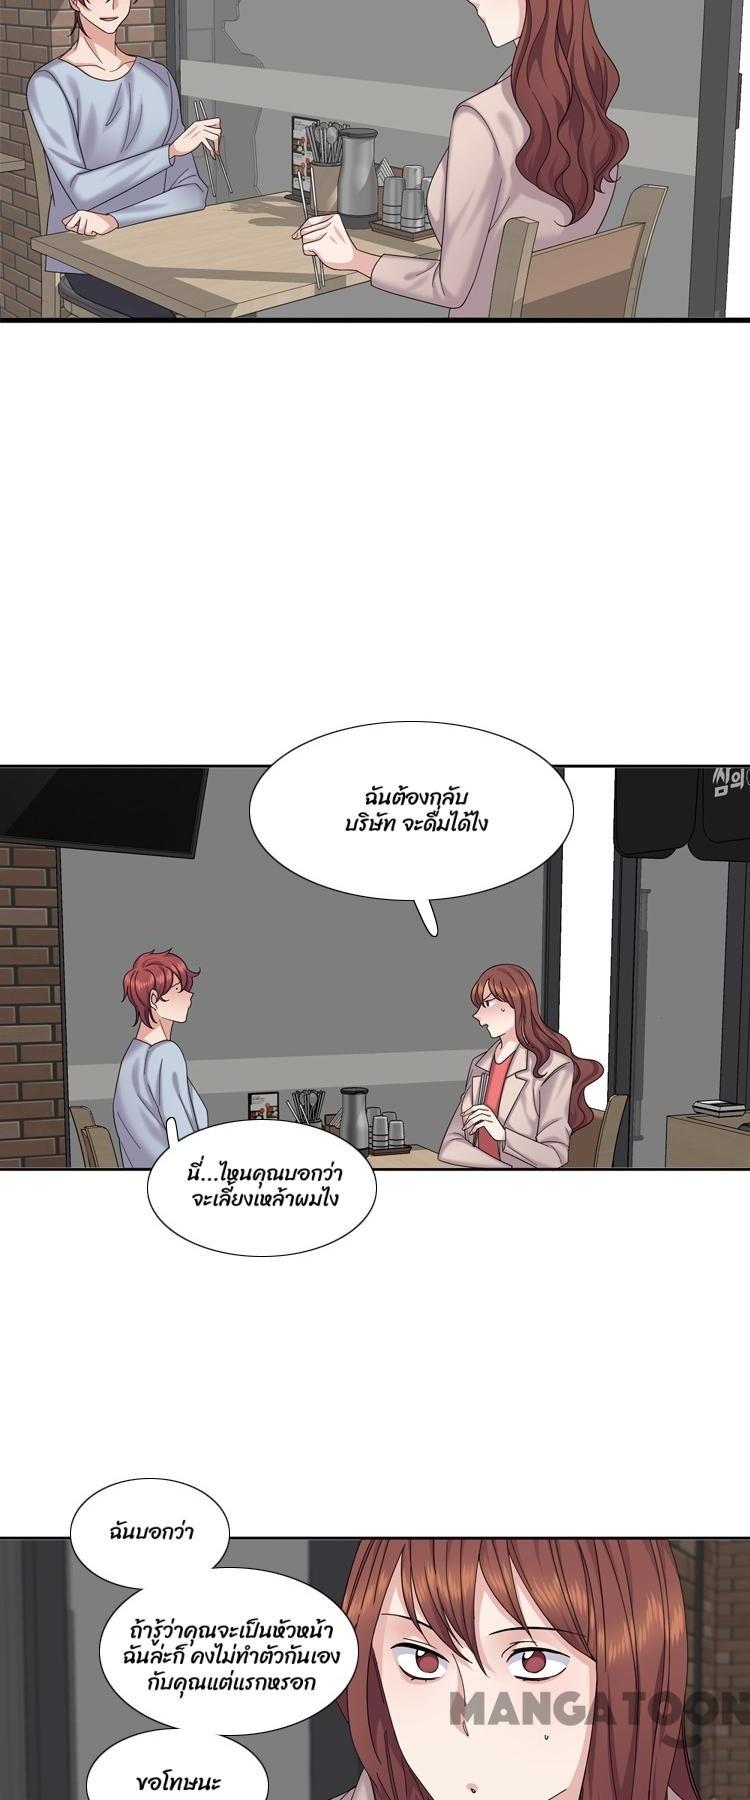 ฉันต้องกลับ
บริษัท จะดื่มได้ไง
씸의
นี่...ไหนคุณบอกว่า
จะเลี้ยงเหล้าผมไง
ฉันบอกว่า
ถ้ารู้ว่าคุณจะเป็นหัวหน้า
ฉันล่ะก็ คงไม่ทำตัวกันเอง
กับคุณแต่แรกหรอก
MANGATOON
ขอโทษนะ